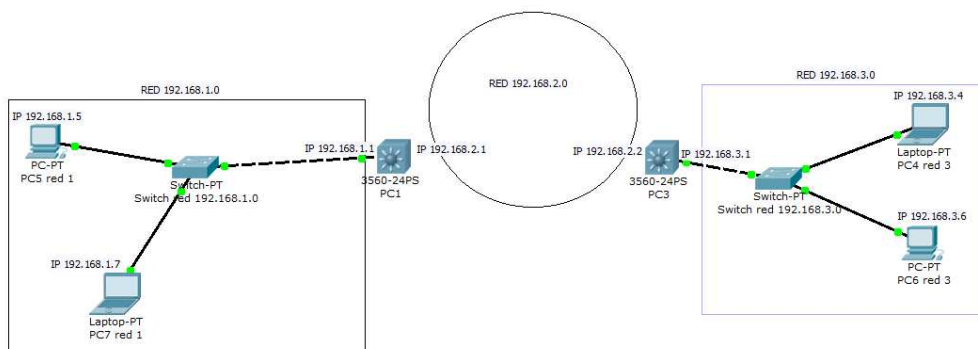 RED 192.168.1.0
IP 192.168.1.5
PC-PT
PC5 red 1
Switch-PT
Switch red 192.168.1.0
IP 192.168.1.7
Laptop-PT
PC7 red 1
IP 192.168.1.1
3560-24PS
PC1
IP 192.168.2.1
RED 192.168.2.0
IP 192.168.2.2
3560-24PS
PC3
IP 192.168.3.1
RED 192.168.3.0
IP 192.168.3.4
Laptop-PT
PC4 red 3
Switch-PT
Switch red 192.168.3.0
IP 192.168.3.6
PC-PT
PC6 red 3